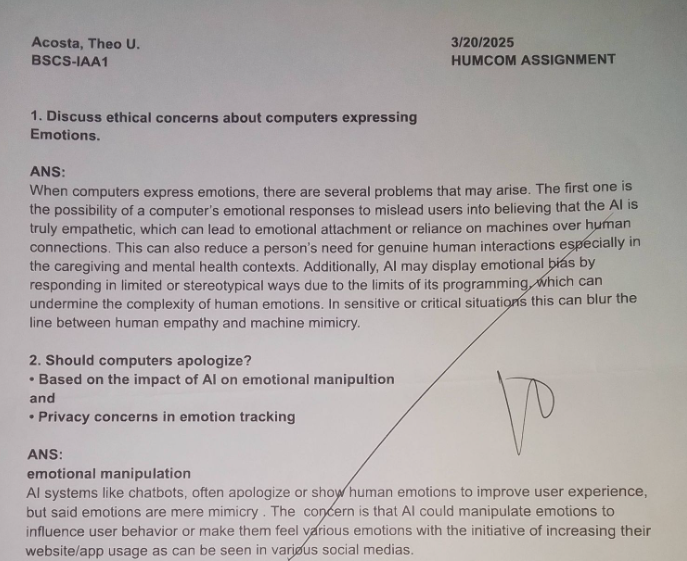 Acosta, Theo U.
3/20/2025
BSCS-IAA1
HUMCOM ASSIGNMENT
1. Discuss ethical concerns about computers expressing
Emotions.
ANS:
When computers express emotions, there are several problems that may arise. The first one is
the possibility of a computer's emotional responses to mislead users into believing that the AI is
truly empathetic, which can lead to emotional attachment or reliance on machines over human
connections. This can also reduce a person's need for genuine human interactions especially in
the caregiving and mental health contexts. Additionally, AI may display emotional bias by
responding in limited or stereotypical ways due to the limits of its programming, which can
undermine the complexity of human emotions. In sensitive or critical situations this can blur the
line between human empathy and machine mimicry.
2. Should computers apologize?
• Based on the impact of AI on emotional manipultion
and
• Privacy concerns in emotion tracking
ANS:
emotional manipulation
AI systems like chatbots, often apologize or show human emotions to improve user experience,
but said emotions are mere mimicry . The concern is that AI could manipulate emotions to
influence user behavior or make them feel various emotions with the initiative of increasing their
website/app usage as can be seen in various social medias.